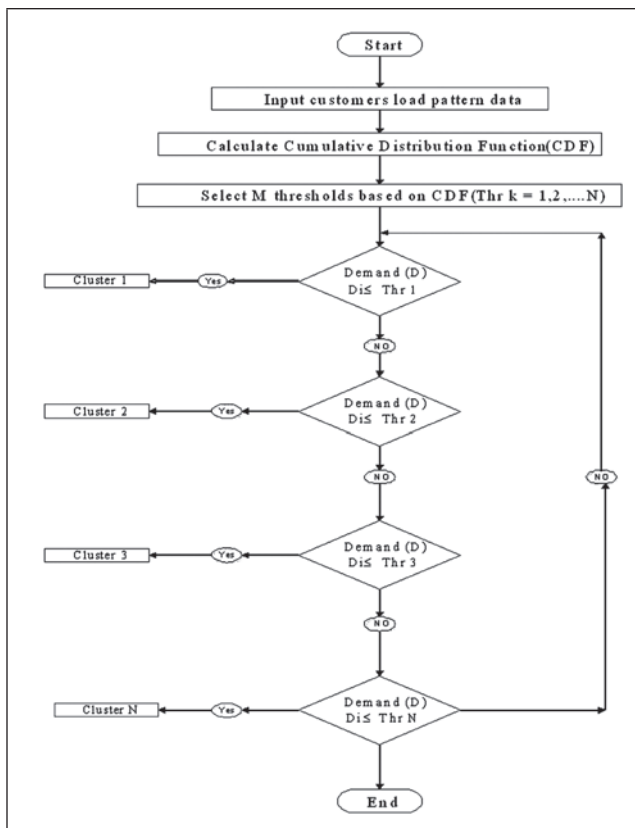 Start
Input customers load pattern data
Calculate Cumulative Distribution Function(CDF)
Select M thresholds based on CDF(Thr k = 1,2,....N)
Demand (D)
Di≤ Thr 1
Yes
Cluster 1
NO
Demand (D)
Di≤ Thr 2
Yes
Cluster 2
NO
NO
Demand (D)
Di≤ Thr 3
Yes
Cluster 3
NO
Demand (D)
Di≤ Thr N
Yes
Cluster N
End